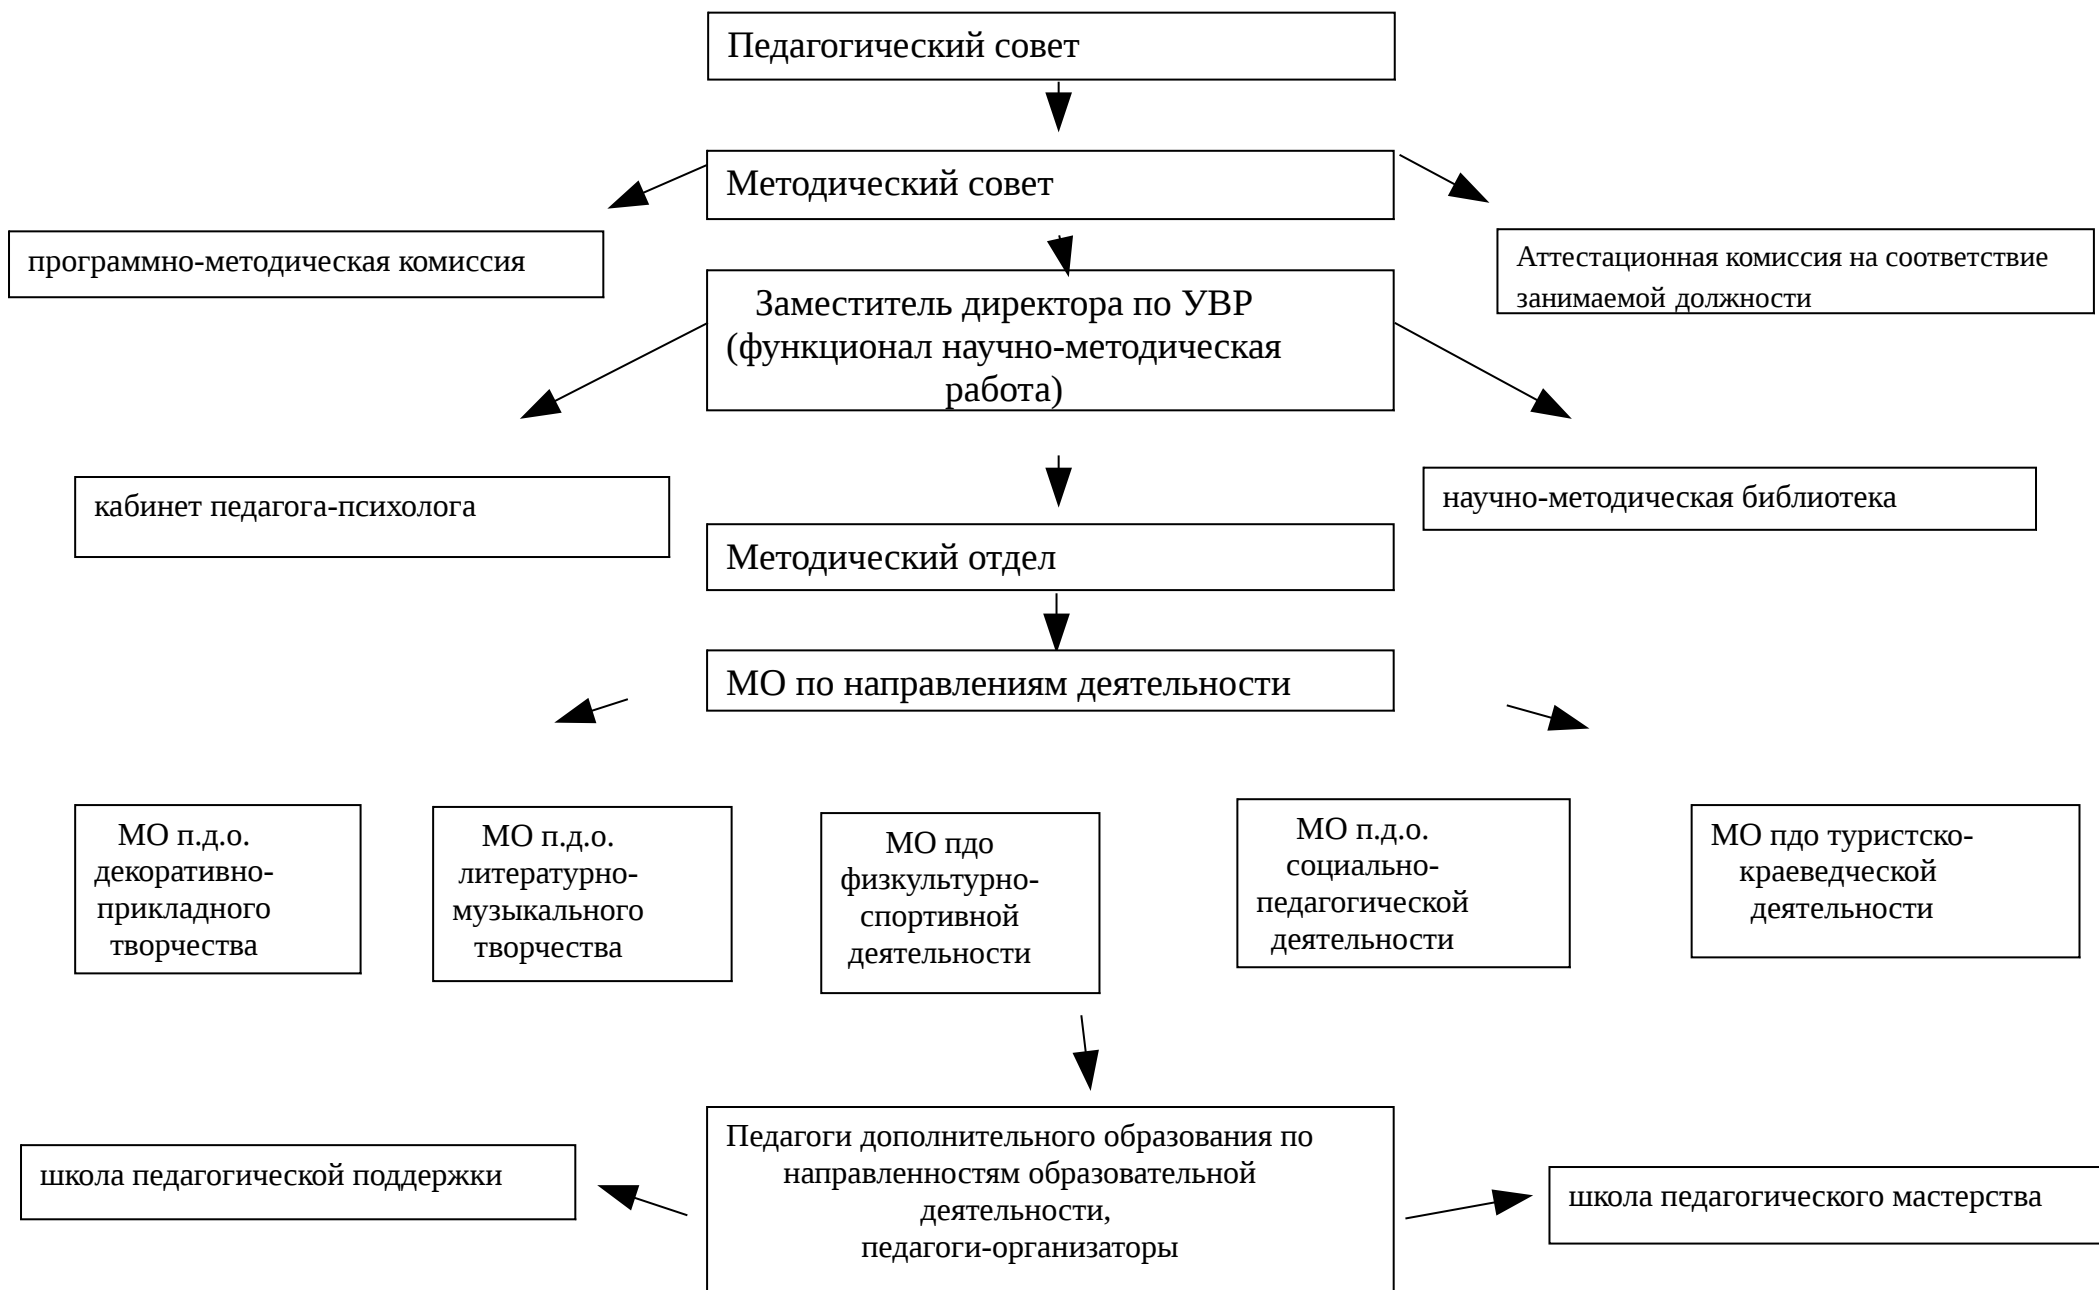 Педагогический совет
Методический совет
программно-методическая комиссия
Аттестационная комиссия на соответствие
занимаемой должности
Заместитель директора по УВР
(функционал научно-методическая
работа)
кабинет педагога-психолога
научно-методическая библиотека
Методический отдел
МО по направлениям деятельности
МО п.д.о.
декоративно-
прикладного
творчества
МО п.д.о.
литературно-
музыкального
творчества
МО пдо
физкультурно-
спортивной
деятельности
МО п.д.о.
социально-
педагогической
деятельности
МО пдо туристско-
краеведческой
деятельности
Педагоги дополнительного образования по
направленностям образовательной
деятельности,
педагоги-организаторы
школа педагогической поддержки
школа педагогического мастерства